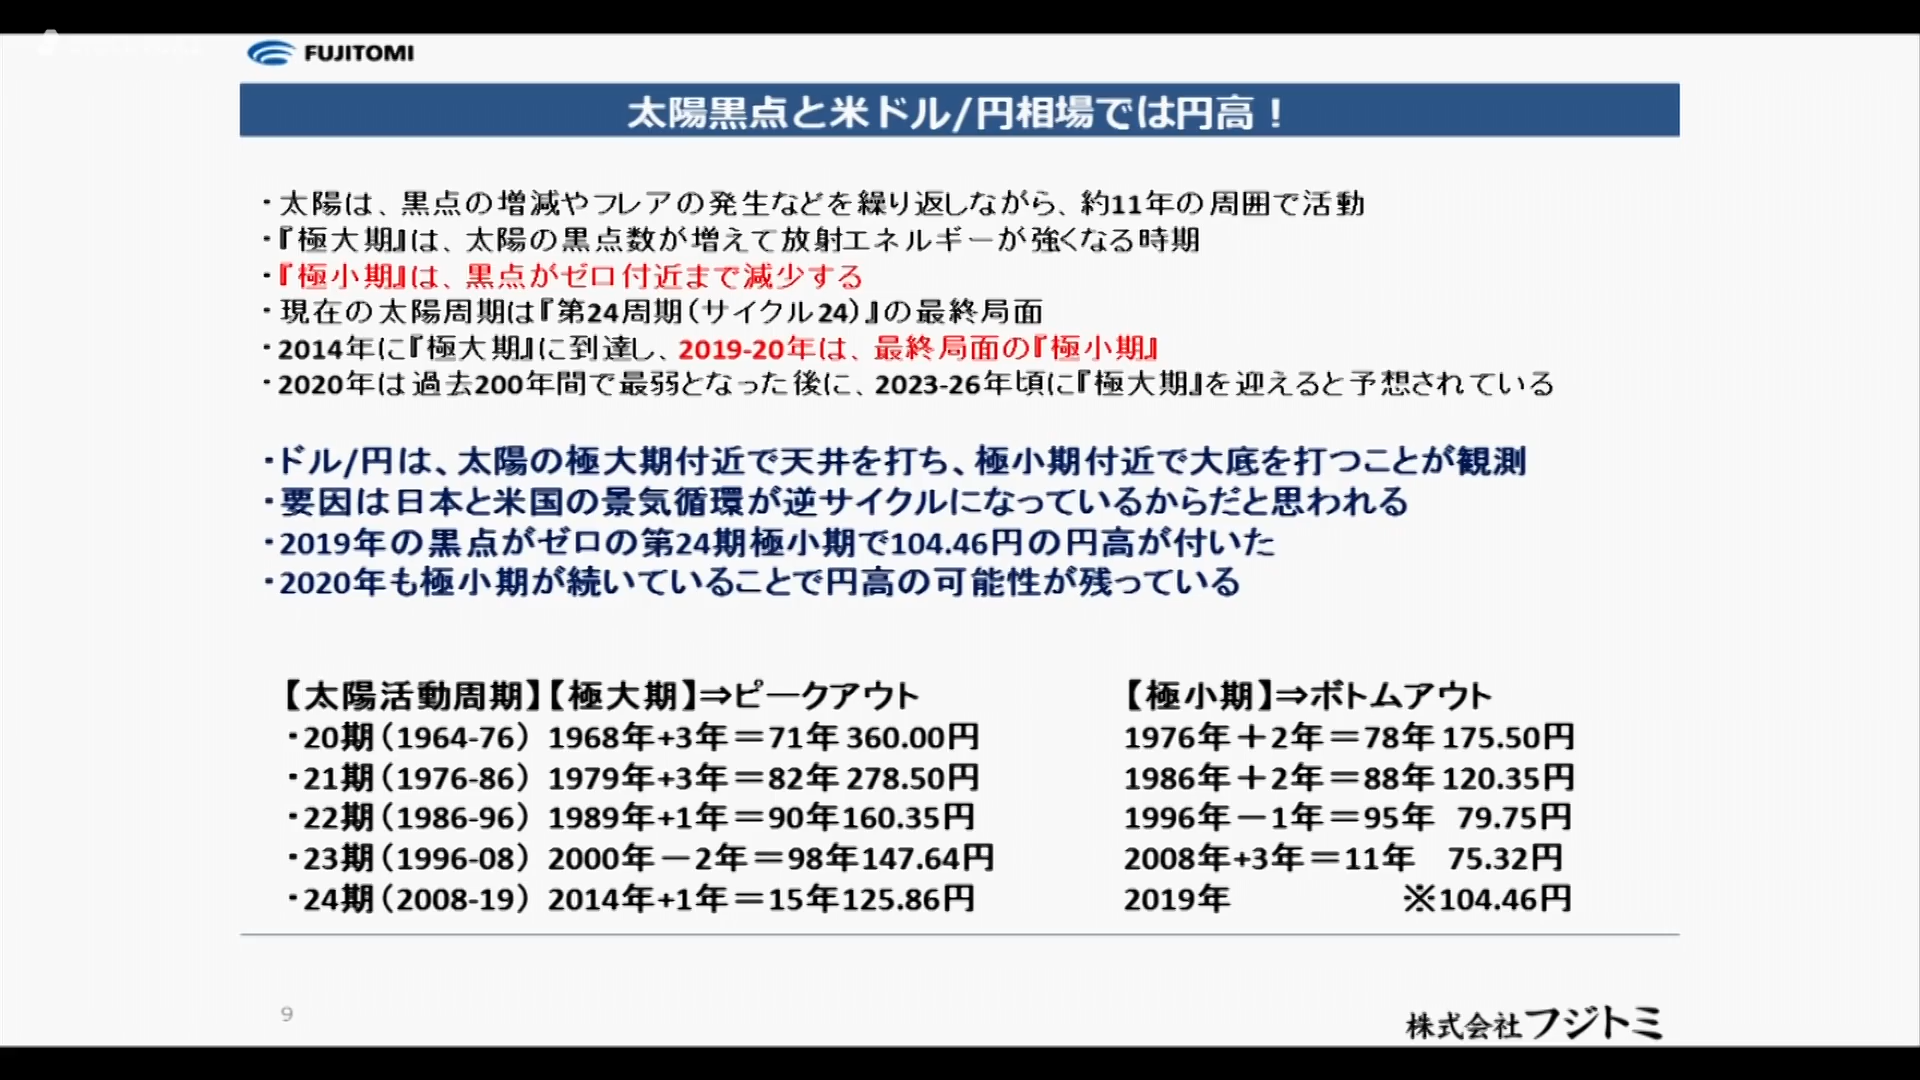 FUJITOMI
太陽黒点と米ドル/円相場では円高！
・太陽は、黒点の増減やフレアの発生などを繰り返しながら、約11年の周囲で活動
・『極大期』は、太陽の黒点数が増えて放射エネルギーが強くなる時期
・『極小期』は、黒点がゼロ付近まで減少する
・現在の太陽周期は『第24周期（サイクル24）』の最終局面
・2014年に『極大期』に到達し、2019-20年は、最終局面の『極小期』
・2020年は過去200年間で最弱となった後に、2023-26年頃に『極大期』を迎えると予想されている
・ドル/円は、太陽の極大期付近で天井を打ち、極小期付近で大底を打つことが観測
・要因は日本と米国の景気循環が逆サイクルになっているからだと思われる
・2019年の黒点がゼロの第24期極小期で104.46円の円高が付いた
・2020年も極小期が続いていることで円高の可能性が残っている
【太陽活動周期】【極大期】⇒ピークアウト 【極小期】⇒ボトムアウト
・20期（1964-76） 1968年+3年＝71年 360.00円 1976年＋2年＝78年 175.50円
・21期（1976-86） 1979年+3年＝82年 278.50円 1986年＋2年＝88年 120.35円
・22期（1986-96） 1989年+1年＝90年160.35円 1996年－1年＝95年 79.75円
・23期（1996-08） 2000年－2年＝98年147.64円 2008年+3年＝11年 75.32円
・24期（2008-19） 2014年+1年＝15年125.86円 2019年 ※104.46円
9
株式会社フジトミ